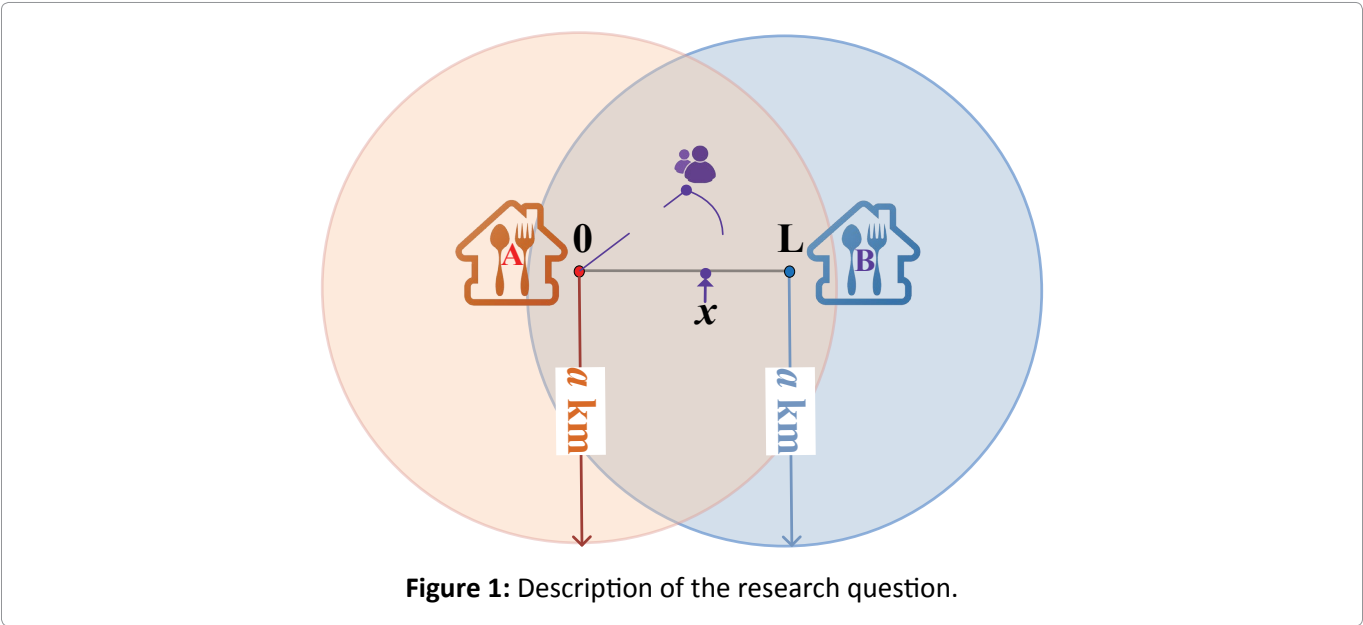 0
L
A
B
x
a km
a km
Figure 1: Description of the research question.